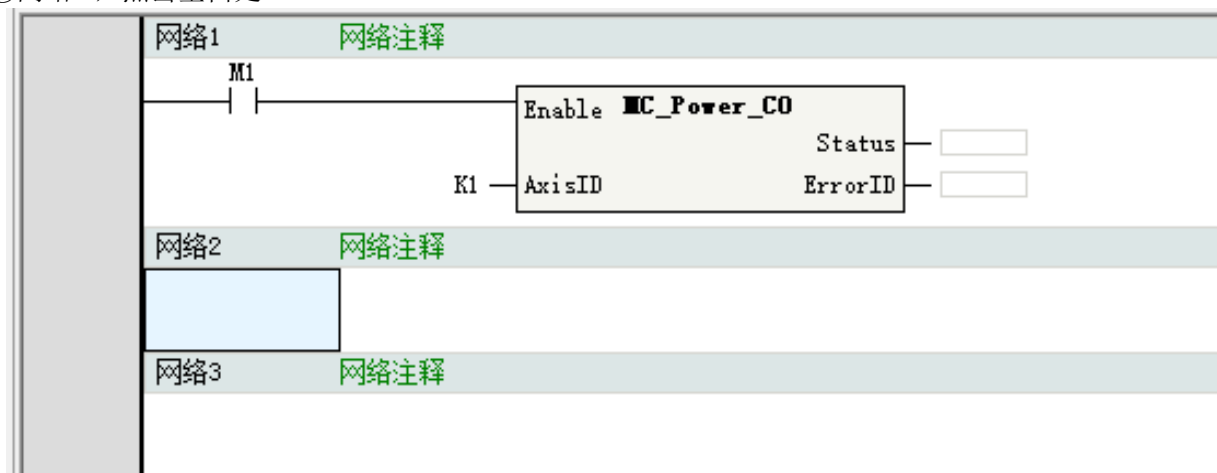 网络1 网络注释
M1
Enable MC_Power_CO
Status
K1 AxisID ErrorID
网络2 网络注释
网络3 网络注释